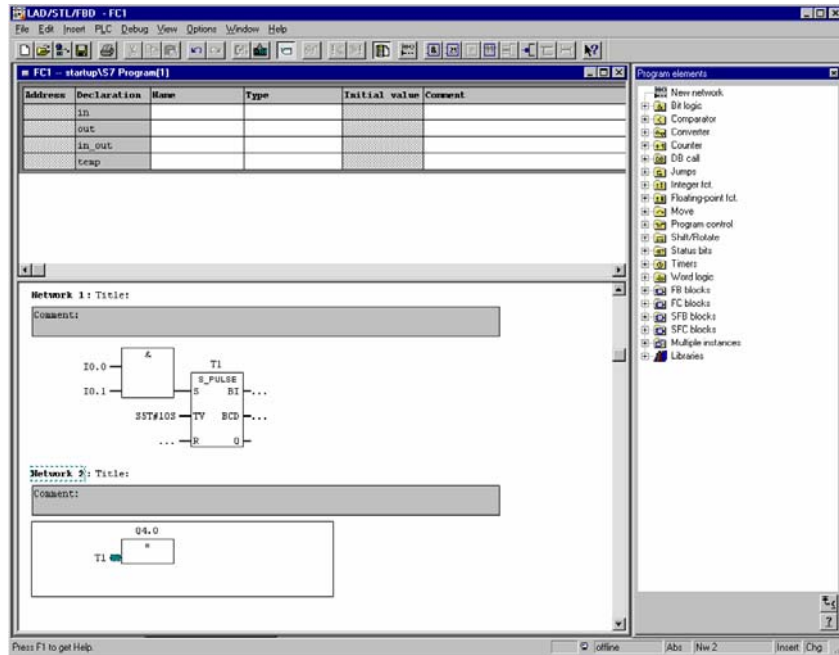 LAD/STL/FBD - FC1
File Edit Insert PLC Debug View Options Window Help
FC1 -- startup\S7 Program[1]
Address Declaration Name Type Initial value Comment
in
out
in_out
temp
Network 1: Title:
Comment:
&
T1
I0.0
S_PULSE
I0.1 S BI ...
S5T#10S TV BCD ...
... R Q
Network 2: Title:
Comment:
Q4.0
=
T1
Program elements
New network
Bit logic
Comparator
Converter
Counter
DB call
Jumps
Integer fct.
Floating-point fct.
Move
Program control
Shift/Rotate
Status bits
Timers
Word logic
FB blocks
FC blocks
SFB blocks
SFC blocks
Multiple instances
Libraries
Press F1 to get Help.
offline Abs Nw 2 Insert Chg